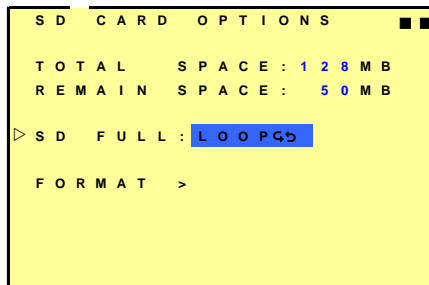 SD CARD OPTIONS
TOTAL SPACE:128MB
REMAIN SPACE: 50MB
SD FULL:LOOP
FORMAT >